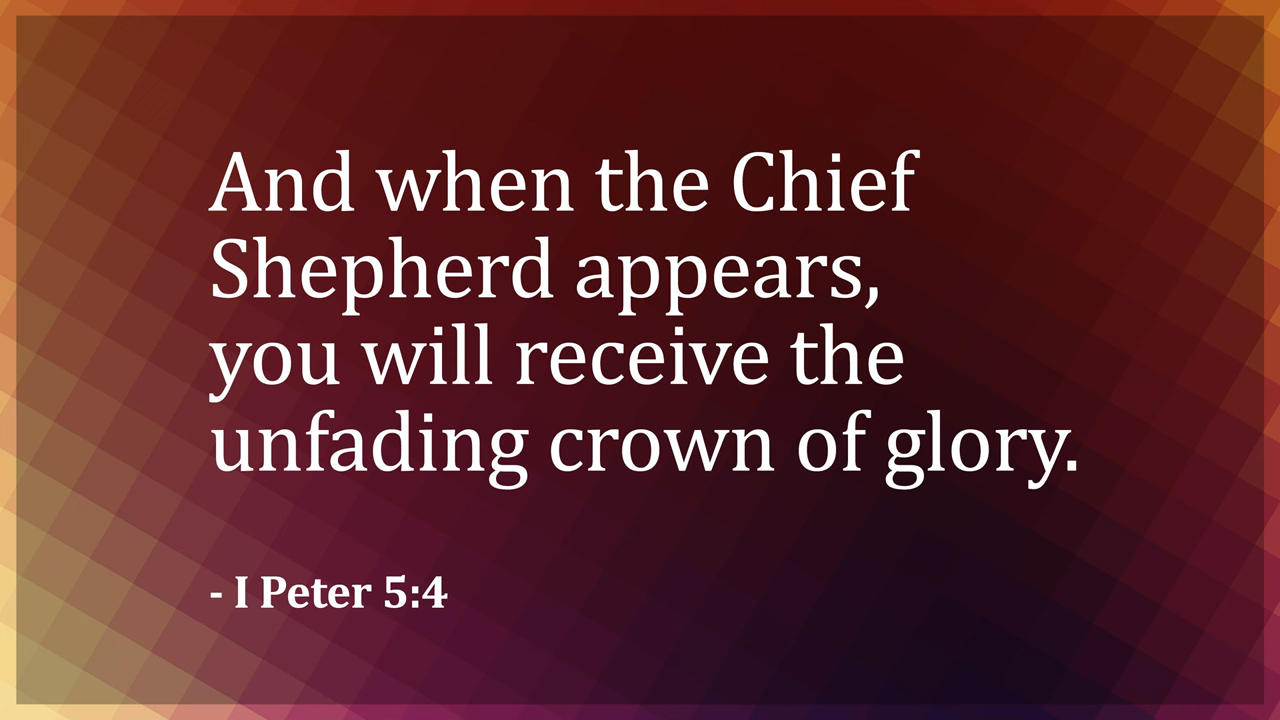 And when the Chief
Shepherd appears,
you will receive the
unfading crown of glory.
- I Peter 5:4